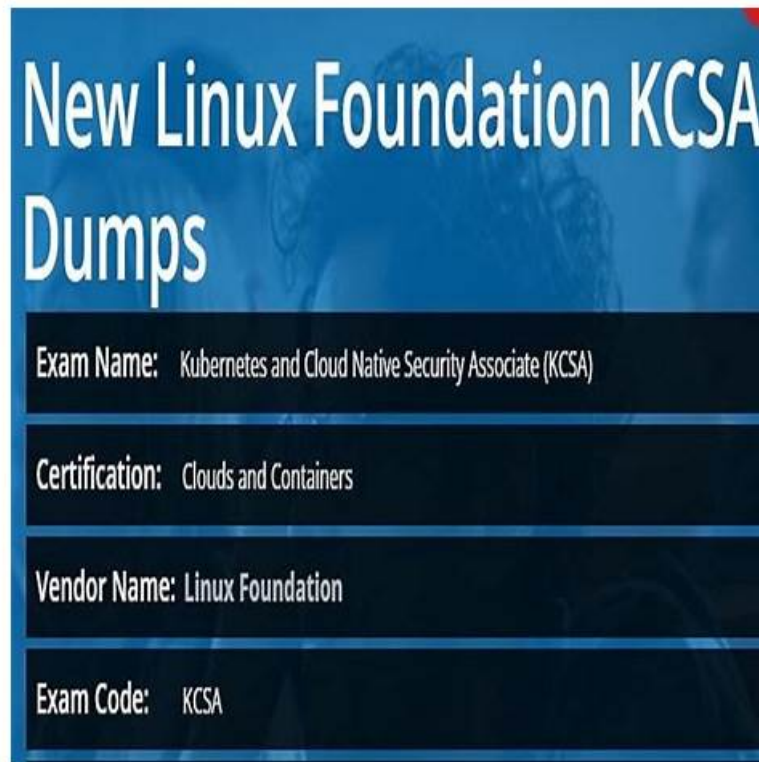 New Linux Foundation KCSA
Dumps
Exam Name: Kubernetes and Cloud Native Security Associate (KCSA)
Certification: Clouds and Containers
Vendor Name: Linux Foundation
Exam Code: KCSA